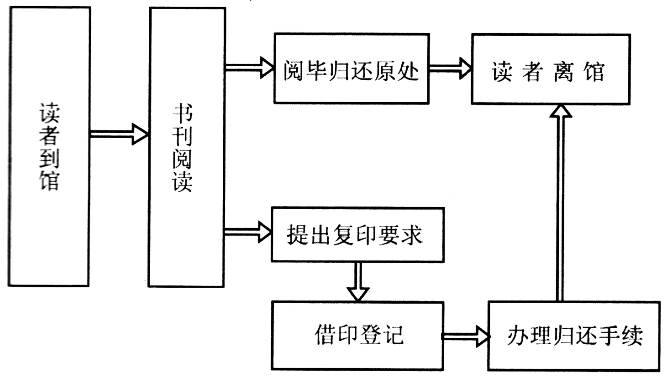 读者到馆
书刊阅读
阅毕归还原处
读者离馆
提出复印要求
借印登记
办理归还手续